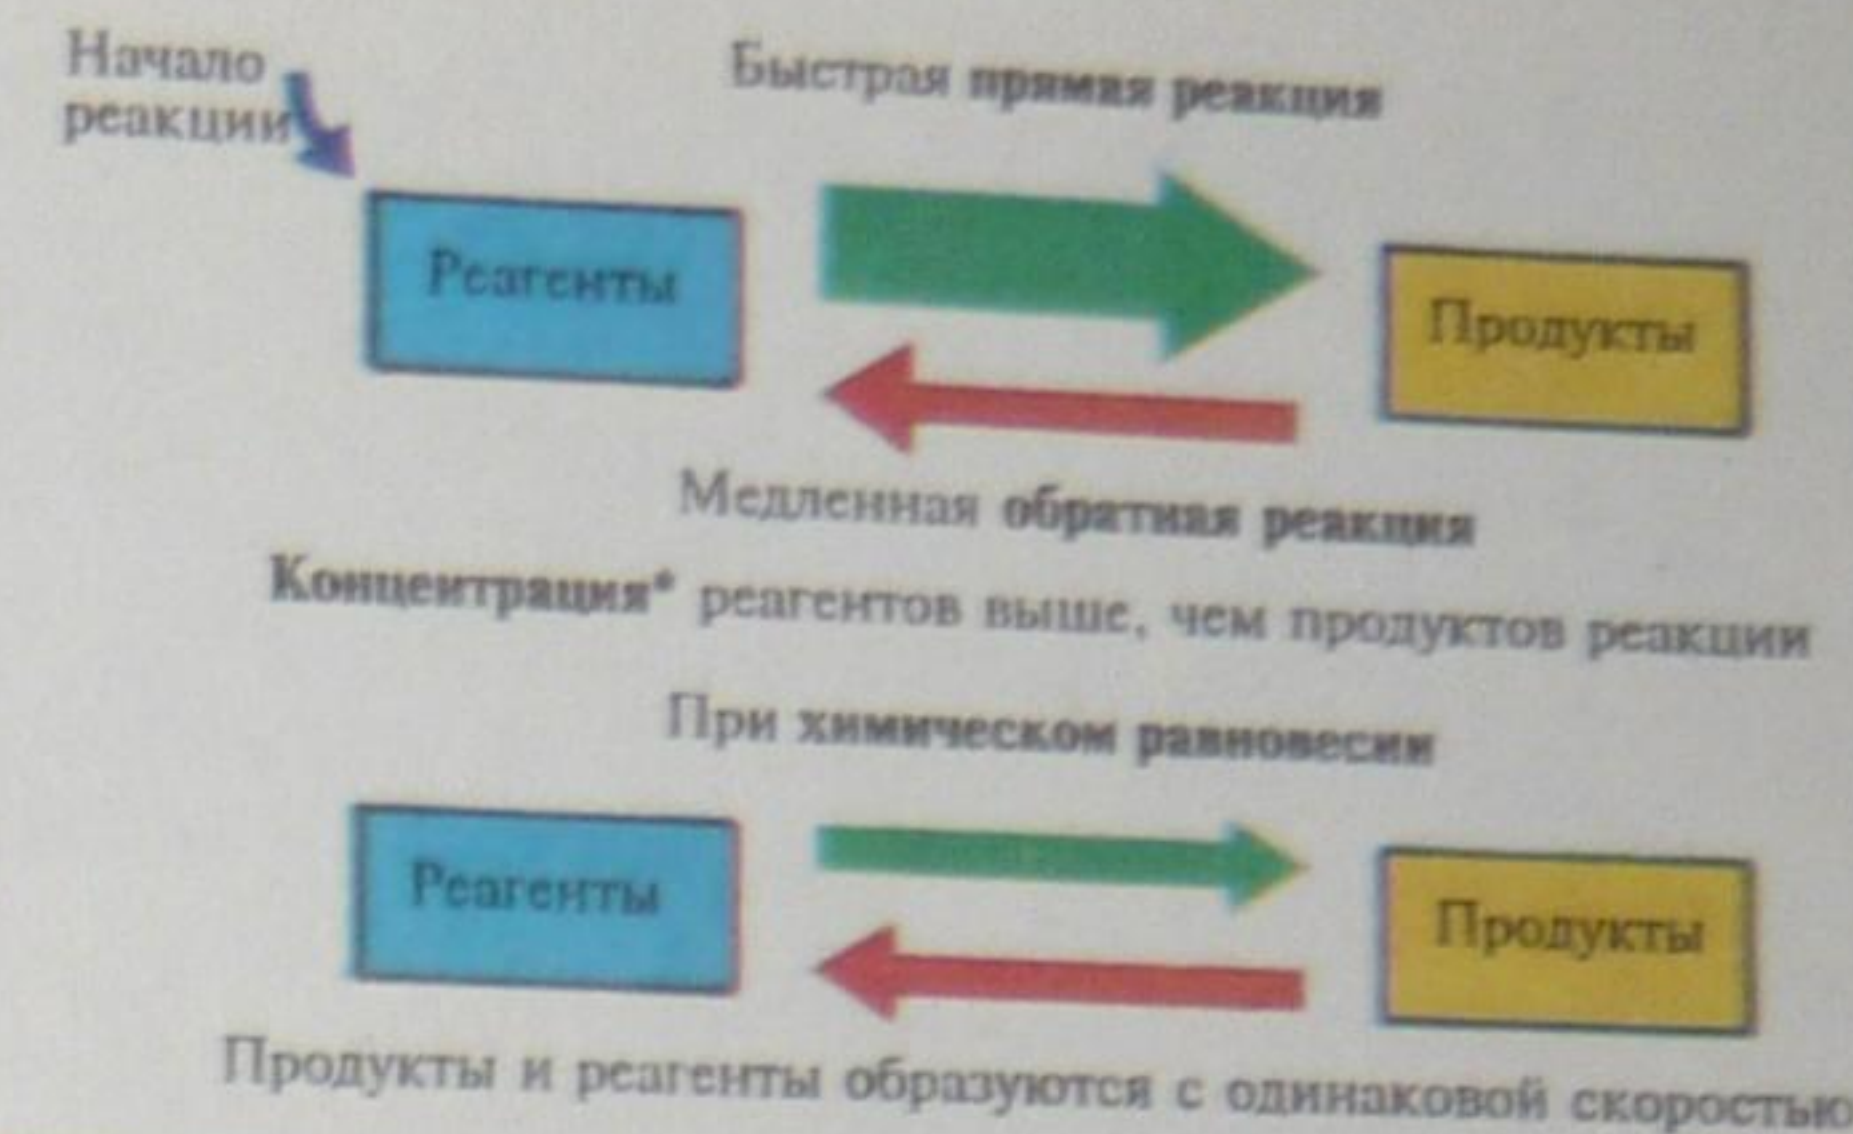 Начало
реакции
Быстрая прямая реакция
Реагенты
Продукты
Медленная обратная реакция
Концентрация* реагентов выше, чем продуктов реакции
При химическом равновесии
Реагенты
Продукты
Продукты и реагенты образуются с одинаковой скоростью